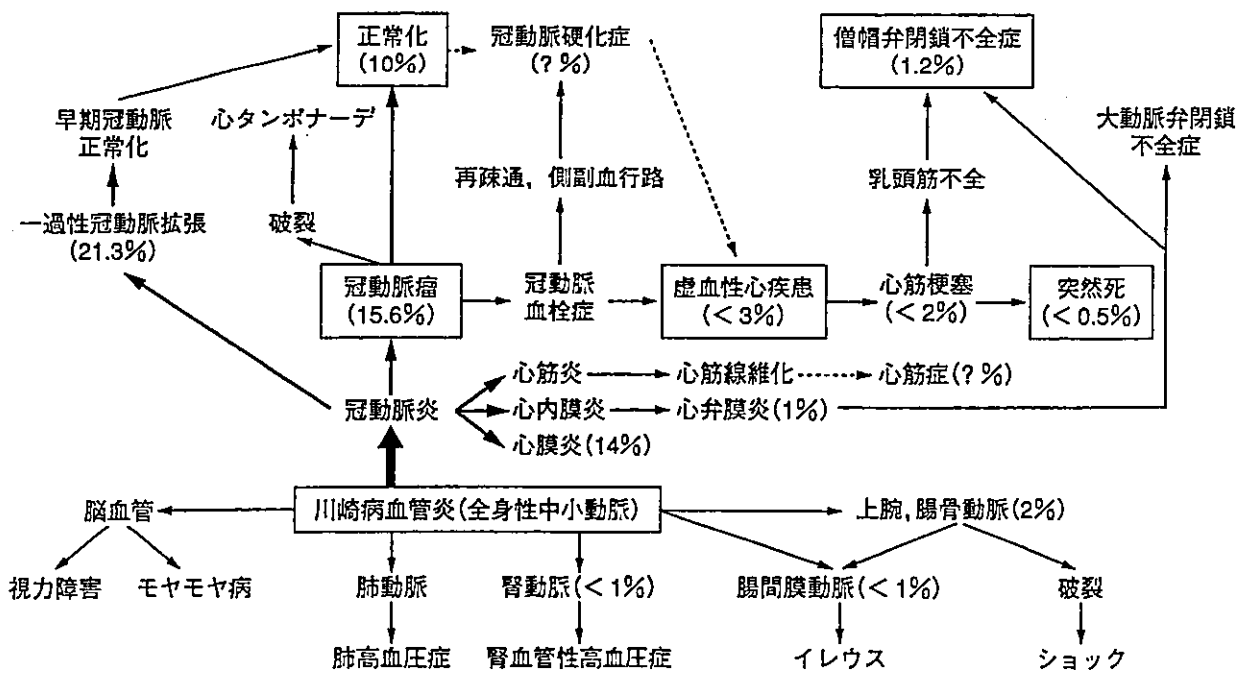 正常化
(10%)
冠動脈硬化症
(?%)
僧帽弁閉鎖不全症
(1.2%)
早期冠動脈
正常化
心タンポナーデ
大動脈弁閉鎖
不全症
再疎通，側副血行路
乳頭筋不全
一過性冠動脈拡張
(21.3%)
破裂
冠動脈瘤
(15.6%)
冠動脈
血栓症
虚血性心疾患
(<3%)
心筋梗塞
(<2%)
突然死
(<0.5%)
冠動脈炎
心筋炎
心筋線維化
心筋症(?%)
心内膜炎
心弁膜炎(1%)
心膜炎(14%)
川崎病血管炎(全身性中小動脈)
脳血管
上腕，腸骨動脈(2%)
視力障害
モヤモヤ病
肺動脈
腎動脈(<1%)
腸間膜動脈(<1%)
破裂
肺高血圧症
腎血管性高血圧症
イレウス
ショック